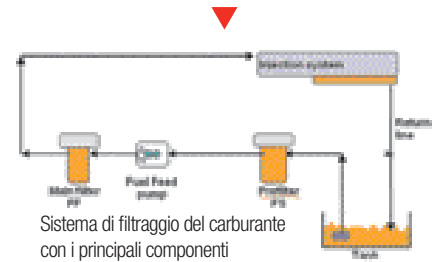 Injection system
Return
line
Main filter
PF
Fuel Feed
pump
Prefilter
PS
Sistema di filtraggio del carburante
con i principali componenti
Tank